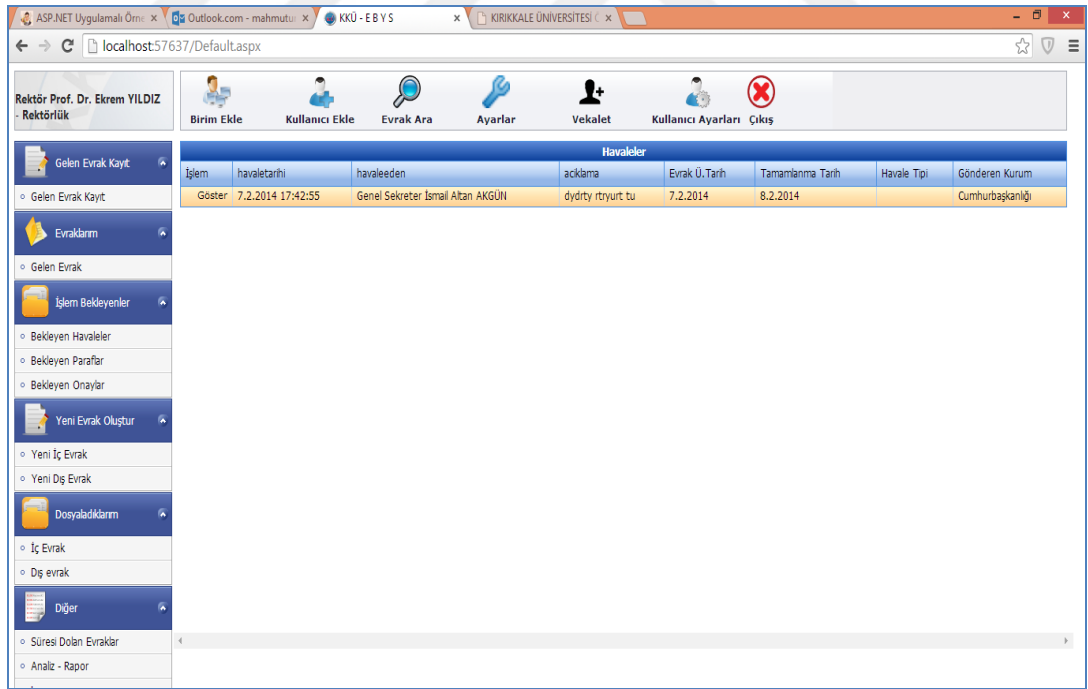 ASP.NET Uygulamalı Örne
Outlook.com - mahmutu
KKÜ - E B Y S
KIRIKKALE ÜNİVERSİTESİ
localhost:57637/Default.aspx
Rektör Prof. Dr. Ekrem YILDIZ
- Rektörlük
Birim Ekle
Kullanıcı Ekle
Evrak Ara
Ayarlar
Vekalet
Kullanıcı Ayarları
Çıkış
Gelen Evrak Kayıt
Gelen Evrak Kayıt
Evraklarım
Gelen Evrak
İşlem Bekleyenler
Bekleyen Havaleler
Bekleyen Paraflar
Bekleyen Onaylar
Yeni Evrak Oluştur
Yeni İç Evrak
Yeni Dış Evrak
Dosyaladıklarım
İç Evrak
Dış evrak
Diğer
Süresi Dolan Evraklar
Analiz - Rapor
Havaleler
İşlem havaletarihi havaleeden aciklama Evrak Ü.Tarih Tamamlanma Tarih Havale Tipi Gönderen Kurum
Göster 7.2.2014 17:42:55 Genel Sekreter İsmail Altan AKGÜN dydrty rtryurt tu 7.2.2014 8.2.2014 Cumhurbaşkanlığı